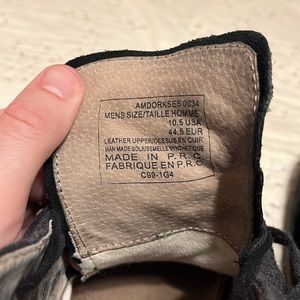 AMDORKSES 0034
MENS SIZE/TAILLE HOMME
10.5 USA
44.5 EUR
LEATHER UPPER/DESSUS EN CUIR
MAN MADE SOLE/SEMELLE SYNTHETIQUE
MADE IN P.R.C
FABRIQUE EN P.R.C
C99-1G4